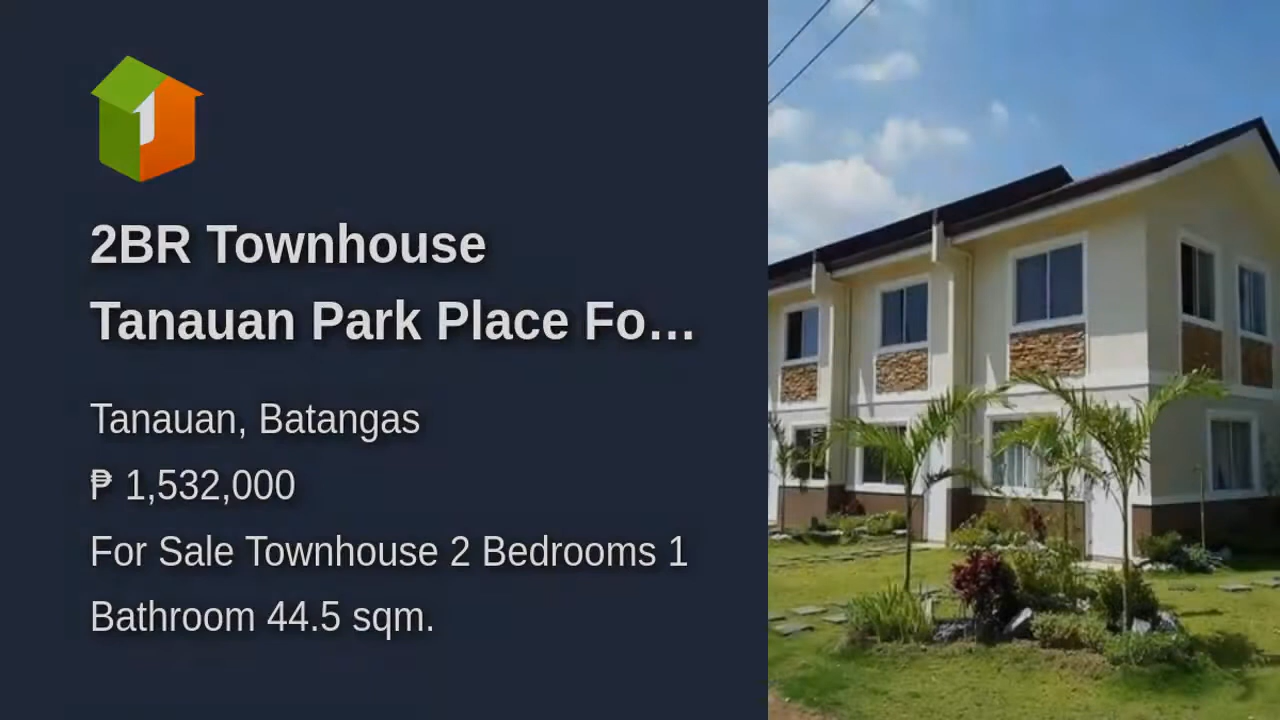 2BR Townhouse
Tanauan Park Place Fo...
Tanauan, Batangas
₱ 1,532,000
For Sale Townhouse 2 Bedrooms 1
Bathroom 44.5 sqm.